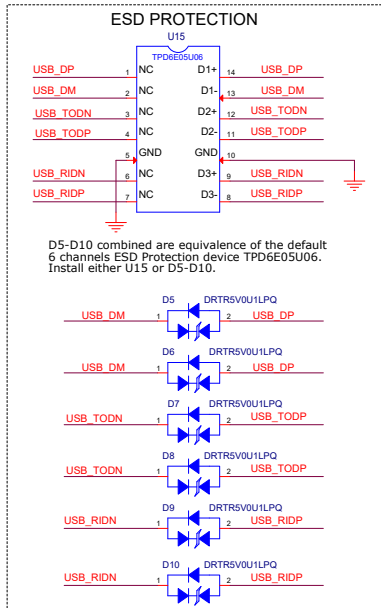 ESD PROTECTION
U15
TPD6E05U06
USB_DP 1 NC D1+ 14 USB_DP
USB_DM 2 NC D1- 13 USB_DM
USB_TODN 3 NC D2+ 12 USB_TODN
USB_TODP 4 NC D2- 11 USB_TODP
5 GND GND 10
USB_RIDN 6 NC D3+ 9 USB_RIDN
USB_RIDP 7 NC D3- 8 USB_RIDP
D5-D10 combined are equivalence of the default
6 channels ESD Protection device TPD6E05U06.
Install either U15 or D5-D10.
D5 DRTR5V0U1LPQ
USB_DM 1 2 USB_DP
D6 DRTR5V0U1LPQ
USB_DM 1 2 USB_DP
D7 DRTR5V0U1LPQ
USB_TODN 1 2 USB_TODP
D8 DRTR5V0U1LPQ
USB_TODN 1 2 USB_TODP
D9 DRTR5V0U1LPQ
USB_RIDN 1 2 USB_RIDP
D10 DRTR5V0U1LPQ
USB_RIDN 1 2 USB_RIDP